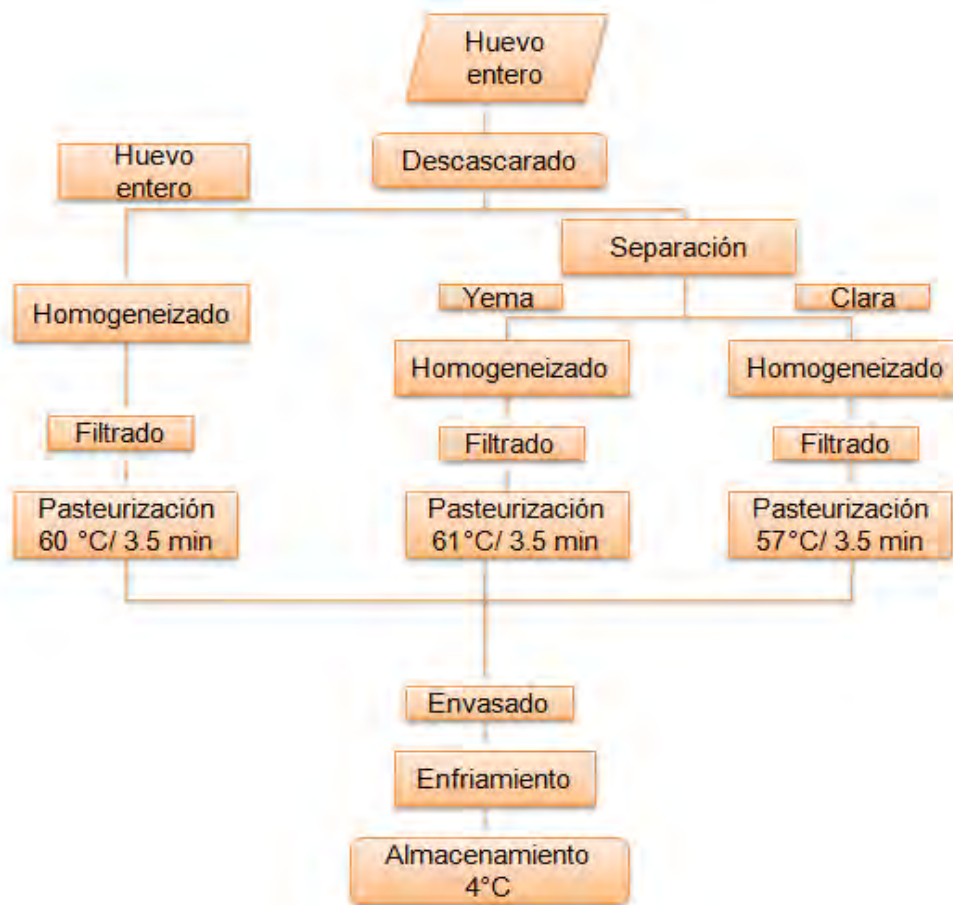 Huevo
entero
Descascarado
Huevo
entero
Separación
Yema
Clara
Homogeneizado
Homogeneizado
Homogeneizado
Filtrado
Filtrado
Filtrado
Pasteurización
60 °C/ 3.5 min
Pasteurización
61°C/ 3.5 min
Pasteurización
57°C/ 3.5 min
Envasado
Enfriamiento
Almacenamiento
4°C